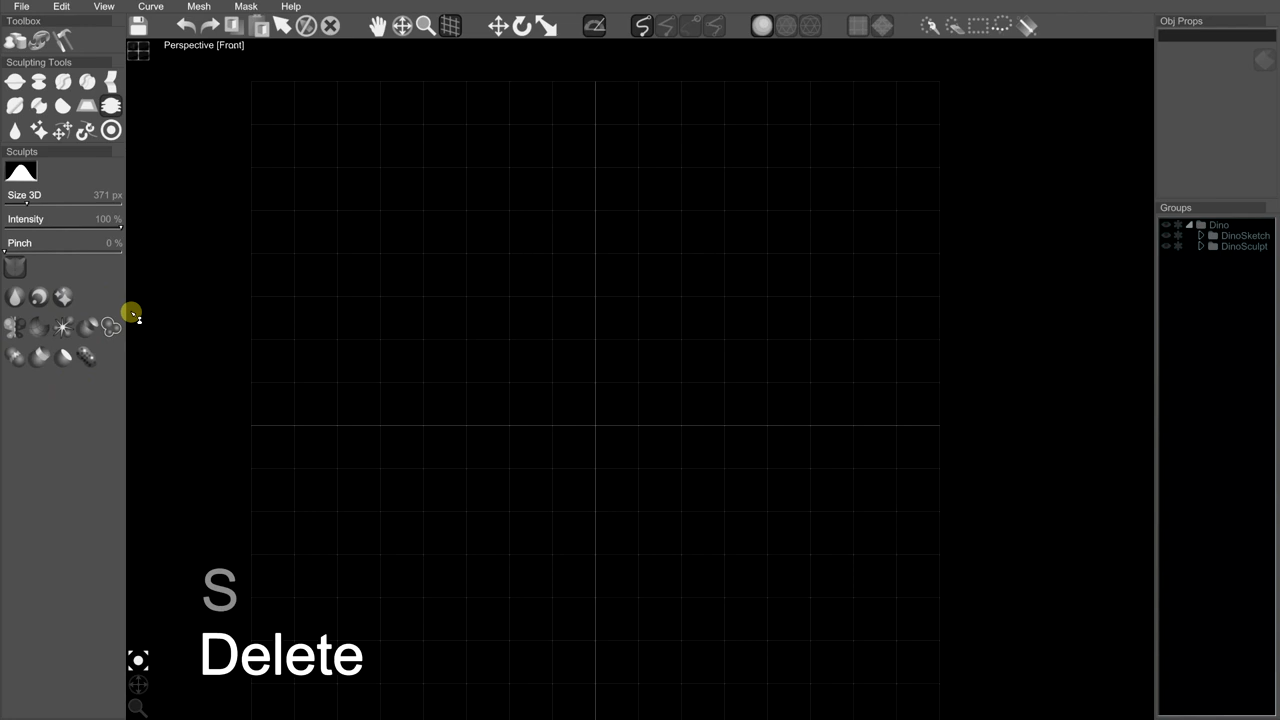 File Edit View Curve Mesh Mask Help
Toolbox
Perspective [Front]
Obj Props
Sculpting Tools
Sculpts
Size 3D 371 px
Intensity 100 %
Pinch 0 %
Groups
Dino
DinoSketch
DinoSculpt
S
Delete